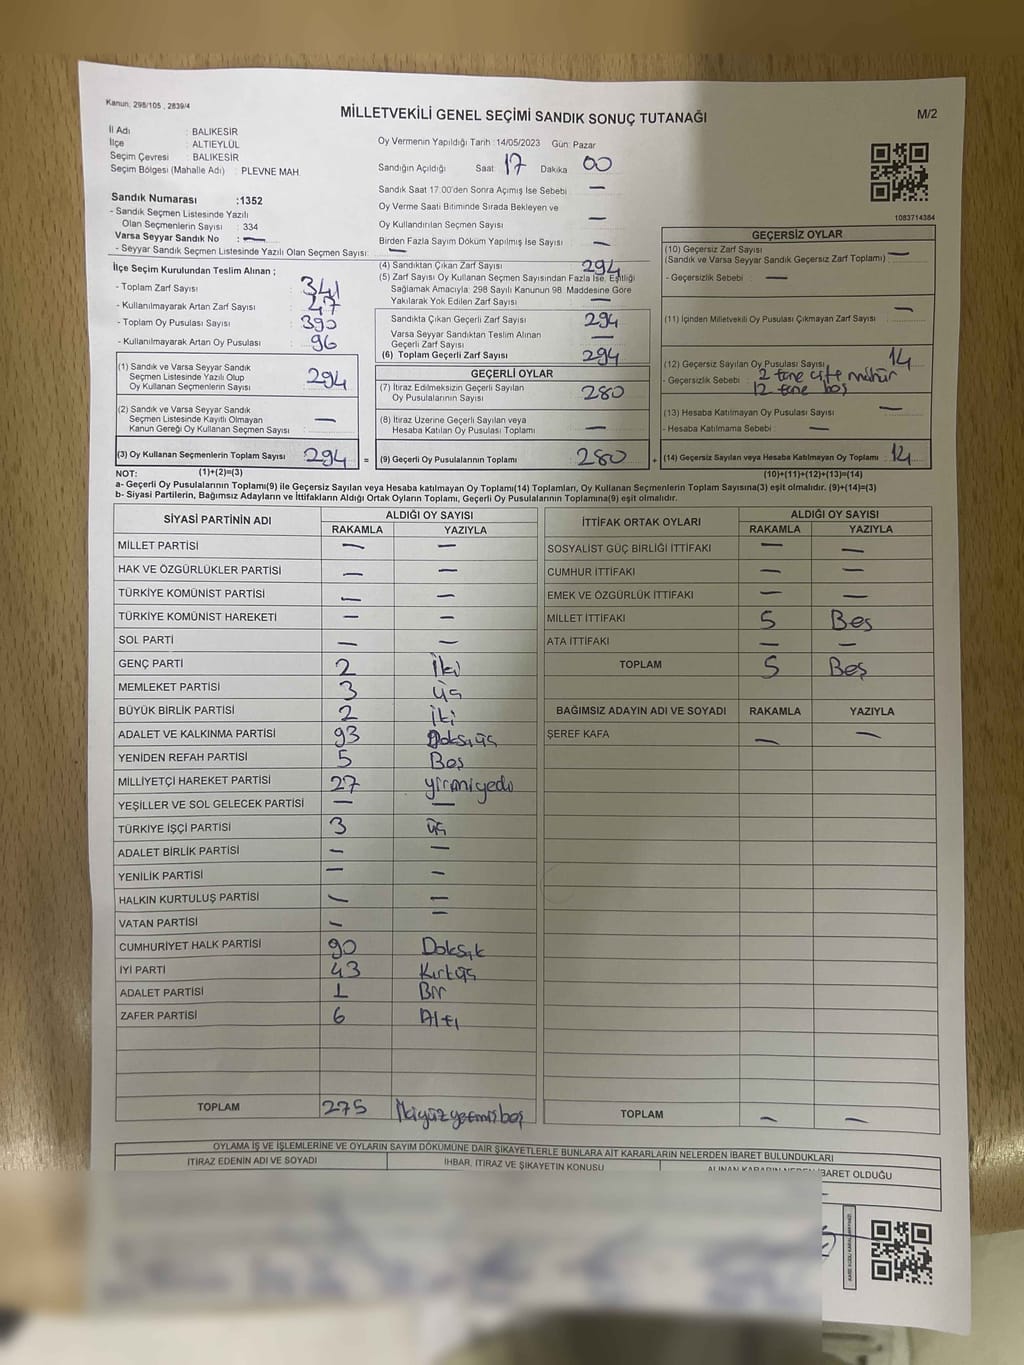 Kanun, 298/105 , 2839/4
MİLLETVEKİLİ GENEL SEÇİMİ SANDIK SONUÇ TUTANAĞI
M/2
İl Adı : BALIKESİR
İlçe : ALTIEYLÜL
Seçim Çevresi : BALIKESİR
Seçim Bölgesi (Mahalle Adı) : PLEVNE MAH.
Sandık Numarası :1352
- Sandık Seçmen Listesinde Yazılı
Olan Seçmenlerin Sayısı : 334
Varsa Seyyar Sandık No : —
- Seyyar Sandık Seçmen Listesinde Yazılı Olan Seçmen Sayısı: —
Oy Vermenin Yapıldığı Tarih :14/05/2023 Gün: Pazar
Sandığın Açıldığı Saat: 17 Dakika 00
Sandık Saat 17.00'den Sonra Açımış İse Sebebi : —
Oy Verme Saati Bitiminde Sırada Bekleyen ve
Oy Kullandırılan Seçmen Sayısı : —
Birden Fazla Sayım Döküm Yapılmış İse Sayısı : —
1083714384
İlçe Seçim Kurulundan Teslim Alınan ;
- Toplam Zarf Sayısı : 341
- Kullanılmayarak Artan Zarf Sayısı : 47
- Toplam Oy Pusulası Sayısı : 390
- Kullanılmayarak Artan Oy Pusulası : 96
(1) Sandık ve Varsa Seyyar Sandık
Seçmen Listesinde Yazılı Olup
Oy Kullanan Seçmenlerin Sayısı : 294
(2) Sandık ve Varsa Seyyar Sandık
Seçmen Listesinde Kayıtlı Olmayan
Kanun Gereği Oy Kullanan Seçmen Sayısı : —
(3) Oy Kullanan Seçmenlerin Toplam Sayısı : 294
(4) Sandıktan Çıkan Zarf Sayısı : 294
(5) Zarf Sayısı Oy Kullanan Seçmen Sayısından Fazla İse, Eşitliği
Sağlamak Amacıyla: 298 Sayılı Kanunun 98. Maddesine Göre
Yakılarak Yok Edilen Zarf Sayısı : —
Sandıkta Çıkan Geçerli Zarf Sayısı : 294
Varsa Seyyar Sandıktan Teslim Alınan
Geçerli Zarf Sayısı : —
(6) Toplam Geçerli Zarf Sayısı : 294
GEÇERLİ OYLAR
(7) İtiraz Edilmeksizin Geçerli Sayılan
Oy Pusulalarının Sayısı : 280
(8) İtiraz Üzerine Geçerli Sayılan veya
Hesaba Katılan Oy Pusulası Toplamı : —
= (9) Geçerli Oy Pusulalarının Toplamı : 280
GEÇERSİZ OYLAR
(10) Geçersiz Zarf Sayısı
(Sandık ve Varsa Seyyar Sandık Geçersiz Zarf Toplamı) : —
- Geçersizlik Sebebi : —
(11) İçinden Milletvekili Oy Pusulası Çıkmayan Zarf Sayısı : —
(12) Geçersiz Sayılan Oy Pusulası Sayısı : 14
- Geçersizlik Sebebi : 2 tane çift mühür
12 tane boş
(13) Hesaba Katılmayan Oy Pusulası Sayısı : —
- Hesaba Katılmama Sebebi : —
+ (14) Geçersiz Sayılan veya Hesaba Katılmayan Oy Toplamı : 14
NOT: (1)+(2)=(3)
(10)+(11)+(12)+(13)=(14)
a- Geçerli Oy Pusulalarının Toplamı(9) ile Geçersiz Sayılan veya Hesaba katılmayan Oy Toplamı(14) Toplamları, Oy Kullanan Seçmenlerin Toplam Sayısına(3) eşit olmalıdır. (9)+(14)=(3)
b- Siyasi Partilerin, Bağımsız Adayların ve İttifakların Aldığı Ortak Oyların Toplamı, Geçerli Oy Pusulalarının Toplamına(9) eşit olmalıdır.
SİYASİ PARTİNİN ADI ALDIĞI OY SAYISI
RAKAMLA YAZIYLA
MİLLET PARTİSİ — —
HAK VE ÖZGÜRLÜKLER PARTİSİ — —
TÜRKİYE KOMÜNİST PARTİSİ — —
TÜRKİYE KOMÜNİST HAREKETİ — —
SOL PARTİ — —
GENÇ PARTİ 2 İki
MEMLEKET PARTİSİ 3 üç
BÜYÜK BİRLİK PARTİSİ 2 iki
ADALET VE KALKINMA PARTİSİ 93 Doksüç
YENİDEN REFAH PARTİSİ 5 Beş
MİLLİYETÇİ HAREKET PARTİSİ 27 yirmiyedi
YEŞİLLER VE SOL GELECEK PARTİSİ — —
TÜRKİYE İŞÇİ PARTİSİ 3 üç
ADALET BİRLİK PARTİSİ — —
YENİLİK PARTİSİ — —
HALKIN KURTULUŞ PARTİSİ — —
VATAN PARTİSİ — —
CUMHURİYET HALK PARTİSİ 90 Doksak
İYİ PARTİ 43 Kırküç
ADALET PARTİSİ 1 Bir
ZAFER PARTİSİ 6 Altı
TOPLAM 275 İkiyüzyetmişbeş
İTTİFAK ORTAK OYLARI ALDIĞI OY SAYISI
RAKAMLA YAZIYLA
SOSYALİST GÜÇ BİRLİĞİ İTTİFAKI — —
CUMHUR İTTİFAKI — —
EMEK VE ÖZGÜRLÜK İTTİFAKI — —
MİLLET İTTİFAKI 5 Beş
ATA İTTİFAKI — —
TOPLAM 5 Beş
BAĞIMSIZ ADAYIN ADI VE SOYADI RAKAMLA YAZIYLA
ŞEREF KAFA — —
TOPLAM — —
OYLAMA İŞ VE İŞLEMLERİNE VE OYLARIN SAYIM DÖKÜMÜNE DAİR ŞİKAYETLERLE BUNLARA AİT KARARLARIN NELERDEN İBARET BULUNDUKLARI
İTİRAZ EDENİN ADI VE SOYADI İHBAR, İTİRAZ VE ŞİKAYETİN KONUSU ALINAN KARARIN NEDEN İBARET OLDUĞU